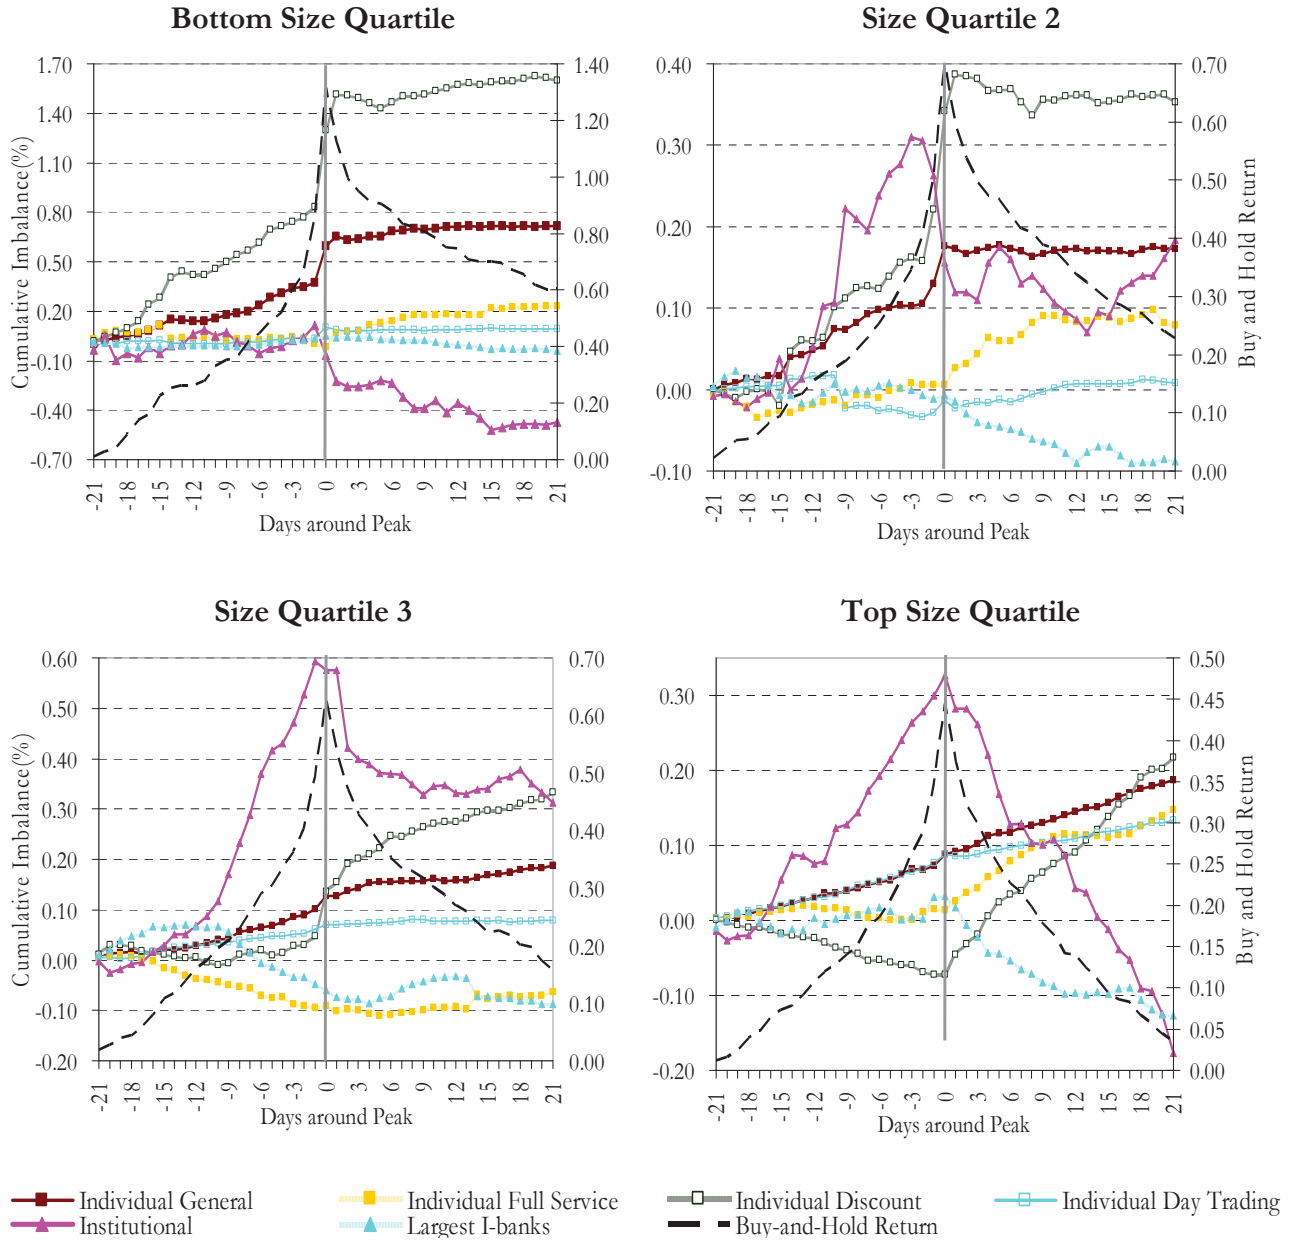 Bottom Size Quartile
Size Quartile 2
Cumulative Imbalance(%)
1.70
1.40
1.10
0.80
0.50
0.20
-0.10
-0.40
-0.70
1.40
1.20
1.00
0.80
0.60
0.40
0.20
0.00
-21 -18 -15 -12 -9 -6 -3 0 3 6 9 12 15 18 21
Days around Peak
0.40
0.30
0.20
0.10
0.00
-0.10
0.70
0.60
0.50
0.40
0.30
0.20
0.10
0.00
Buy and Hold Return
-21 -18 -15 -12 -9 -6 -3 0 3 6 9 12 15 18 21
Days around Peak
Size Quartile 3
Top Size Quartile
Cumulative Imbalance(%)
0.60
0.50
0.40
0.30
0.20
0.10
0.00
-0.10
-0.20
0.70
0.60
0.50
0.40
0.30
0.20
0.10
0.00
-21 -18 -15 -12 -9 -6 -3 0 3 6 9 12 15 18 21
Days around Peak
0.30
0.20
0.10
0.00
-0.10
-0.20
0.50
0.45
0.40
0.35
0.30
0.25
0.20
0.15
0.10
0.05
0.00
Buy and Hold Return
-21 -18 -15 -12 -9 -6 -3 0 3 6 9 12 15 18 21
Days around Peak
Individual General
Individual Full Service
Individual Discount
Individual Day Trading
Institutional
Largest I-banks
Buy-and-Hold Return